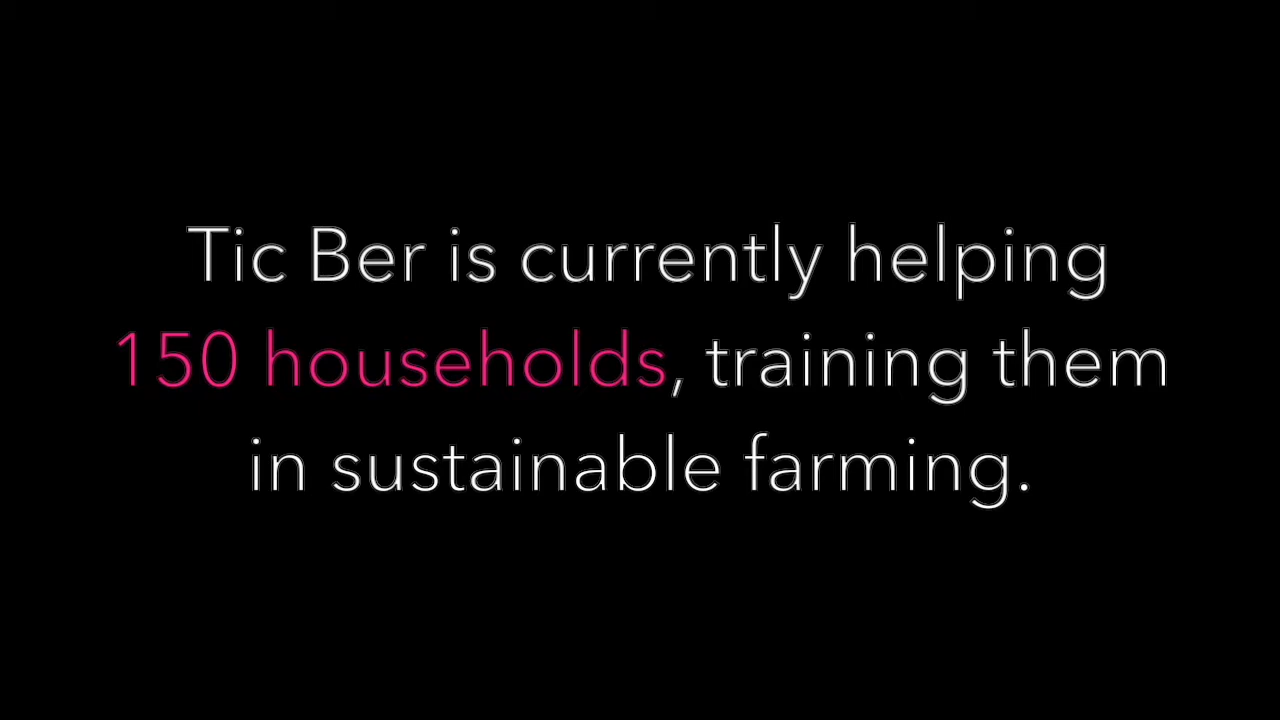 Tic Ber is currently helping
150 households, training them
in sustainable farming.